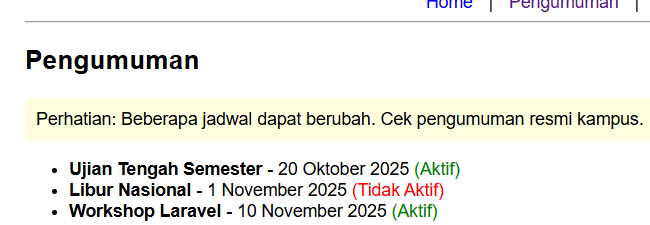 Home | Pengumuman |
Pengumuman
Perhatian: Beberapa jadwal dapat berubah. Cek pengumuman resmi kampus.
Ujian Tengah Semester - 20 Oktober 2025 (Aktif)
Libur Nasional - 1 November 2025 (Tidak Aktif)
Workshop Laravel - 10 November 2025 (Aktif)